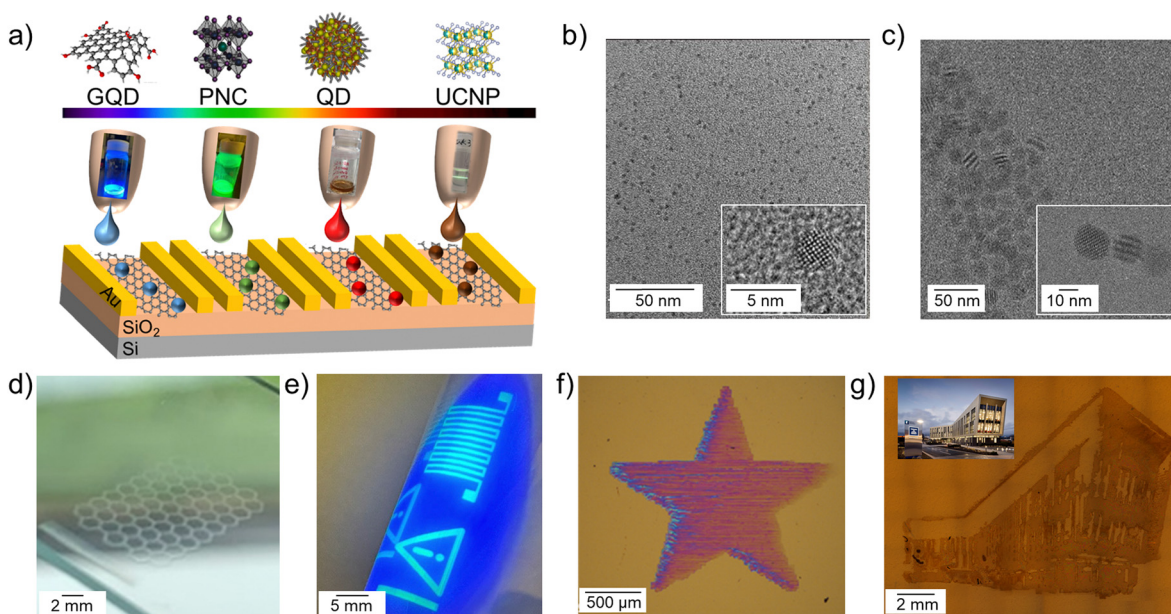 a)
GQD PNC QD UCNP
Au
SiO₂
Si
b)
50 nm
5 nm
c)
50 nm
10 nm
d)
2 mm
e)
5 mm
f)
500 µm
g)
2 mm